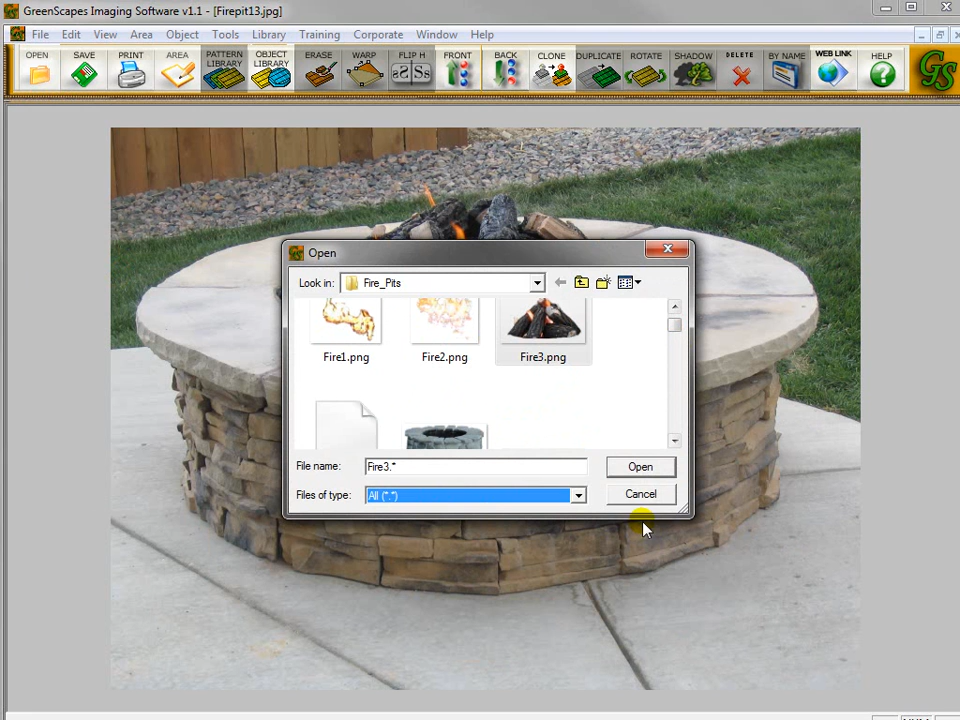 GreenScapes Imaging Software v1.1 - [Firepit13.jpg]
File Edit View Area Object Tools Library Training Corporate Window Help
OPEN SAVE PRINT AREA PATTERN LIBRARY OBJECT LIBRARY ERASE WARP FLIP H FRONT BACK CLONE DUPLICATE ROTATE SHADOW DELETE BY NAME WEB LINK HELP
GS
Open
Look in: Fire_Pits
Fire1.png Fire2.png Fire3.png
File name: Fire3.* Open
Files of type: All (*.*) Cancel